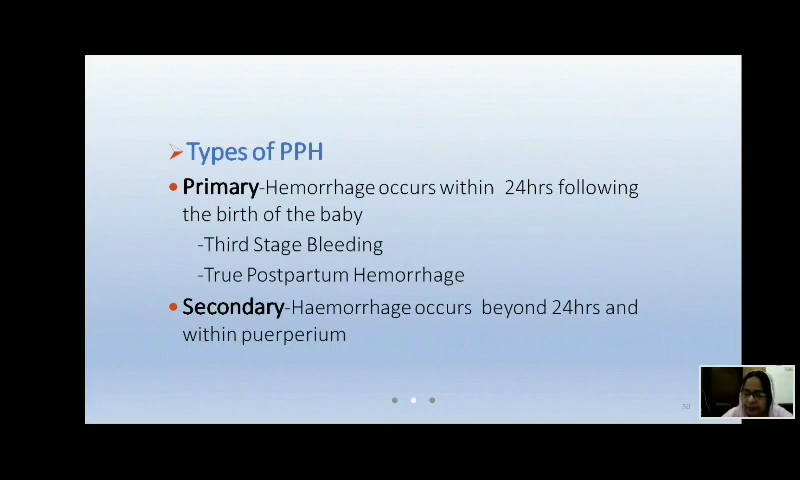 Types of PPH
Primary-Hemorrhage occurs within 24hrs following
the birth of the baby
-Third Stage Bleeding
-True Postpartum Hemorrhage
Secondary-Haemorrhage occurs beyond 24hrs and
within puerperium
50